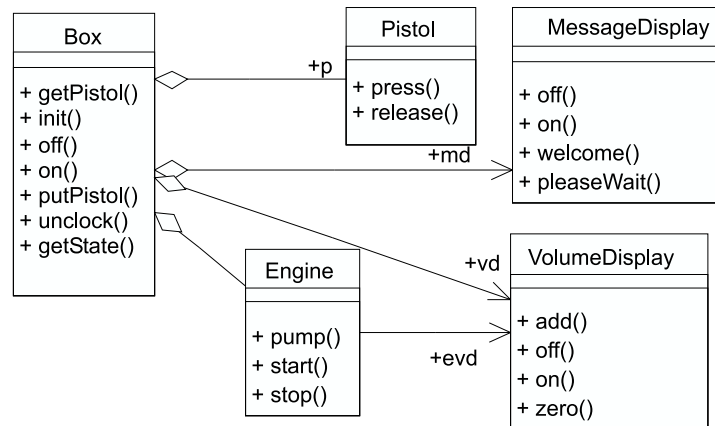 Box
+ getPistol()
+ init()
+ off()
+ on()
+ putPistol()
+ unclock()
+ getState()
+p
Pistol
+ press()
+ release()
+md
MessageDisplay
+ off()
+ on()
+ welcome()
+ pleaseWait()
Engine
+ pump()
+ start()
+ stop()
+vd
+evd
VolumeDisplay
+ add()
+ off()
+ on()
+ zero()